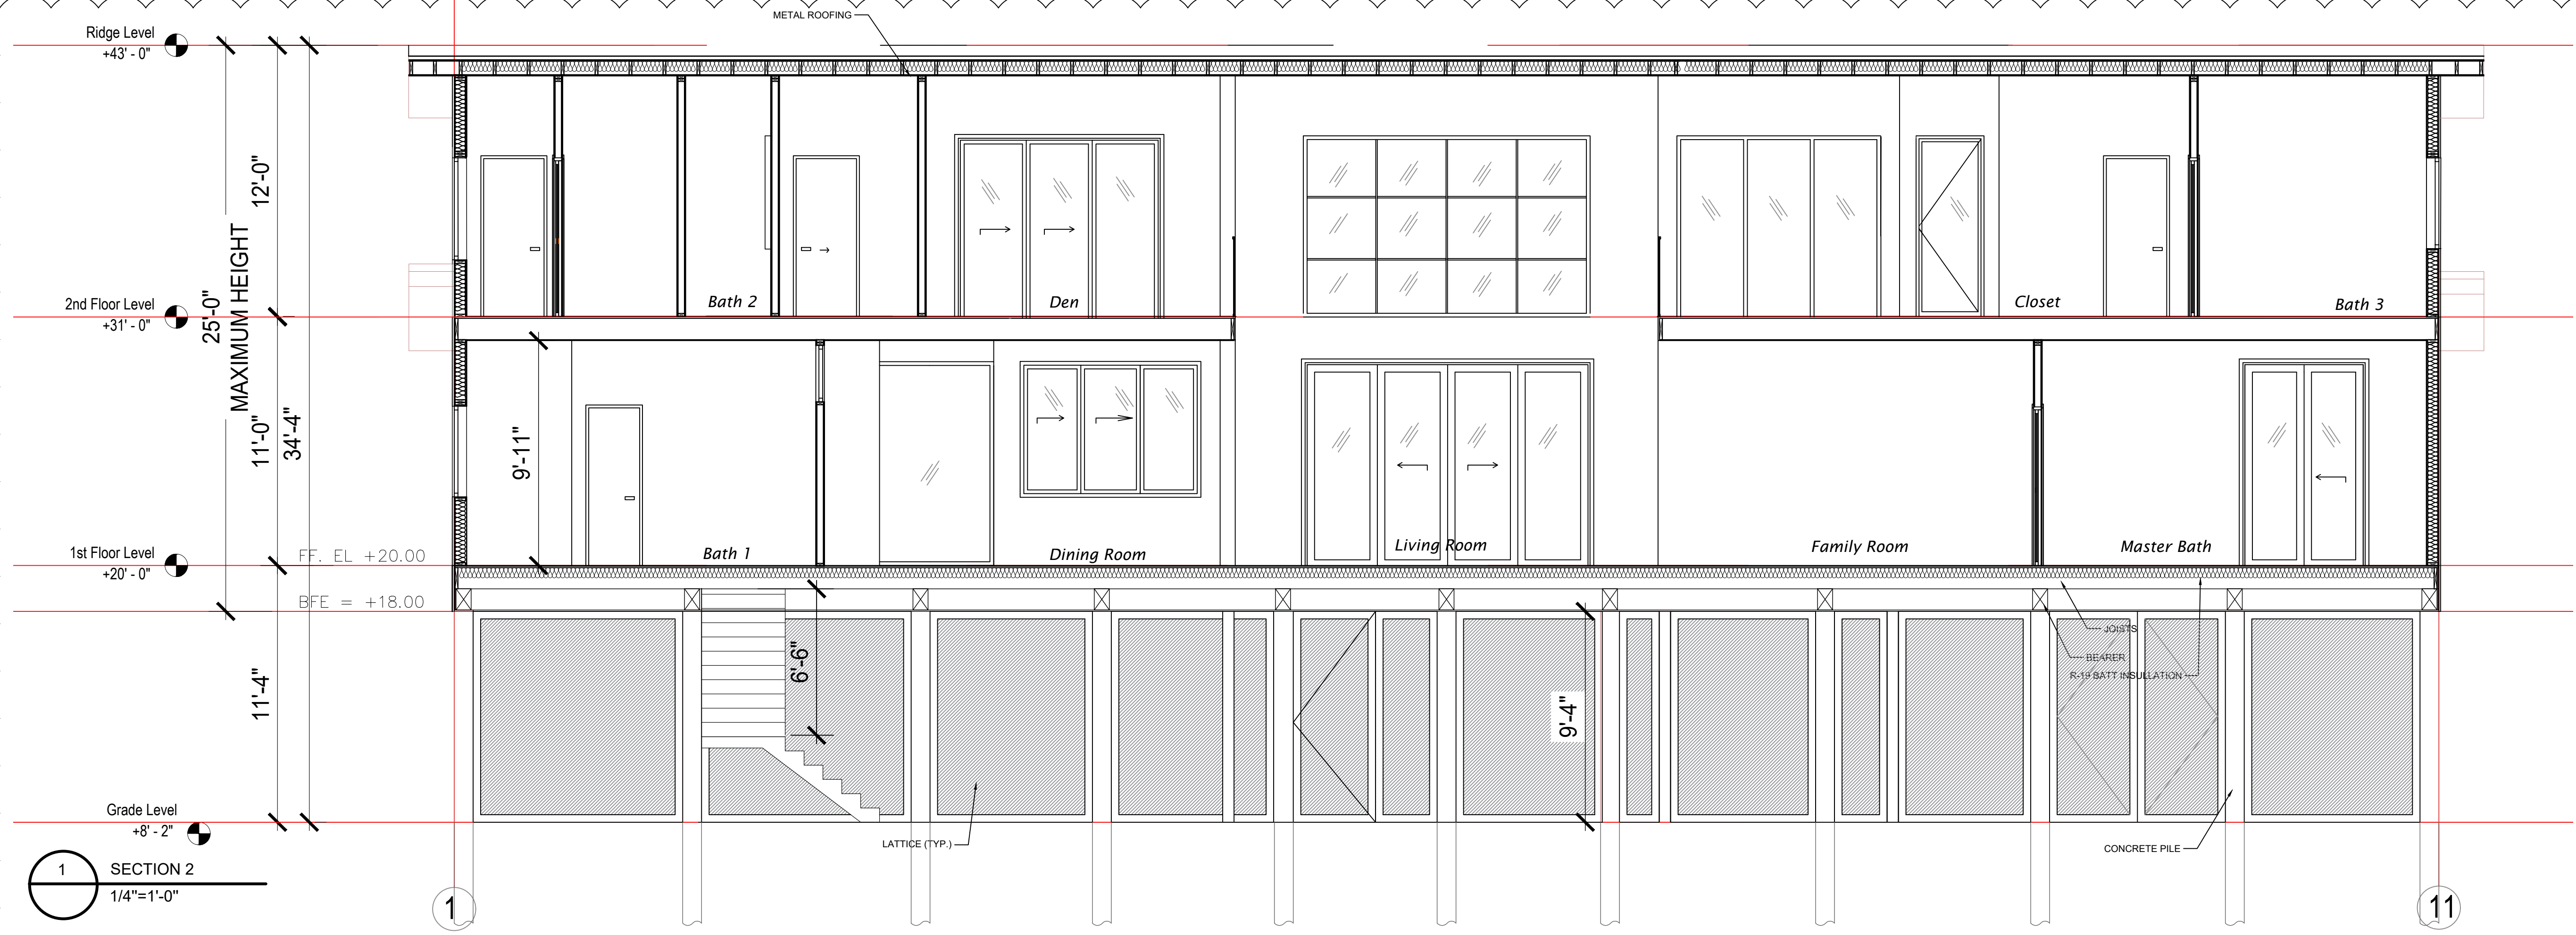 METAL ROOFING
Ridge Level
+43' - 0"
12'-0"
25'-0"
MAXIMUM HEIGHT
2nd Floor Level
+31' - 0"
Bath 2
Den
Closet
Bath 3
11'-0"
34'-4"
9'-11"
1st Floor Level
+20' - 0"
FF. EL +20.00
Bath 1
Dining Room
Living Room
Family Room
Master Bath
BFE = +18.00
JOISTS
BEARER
R-19 BATT INSULLATION
6'-6"
11'-4"
9'-4"
Grade Level
+8' - 2"
LATTICE (TYP.)
CONCRETE PILE
1
SECTION 2
1/4"=1'-0"
1
11